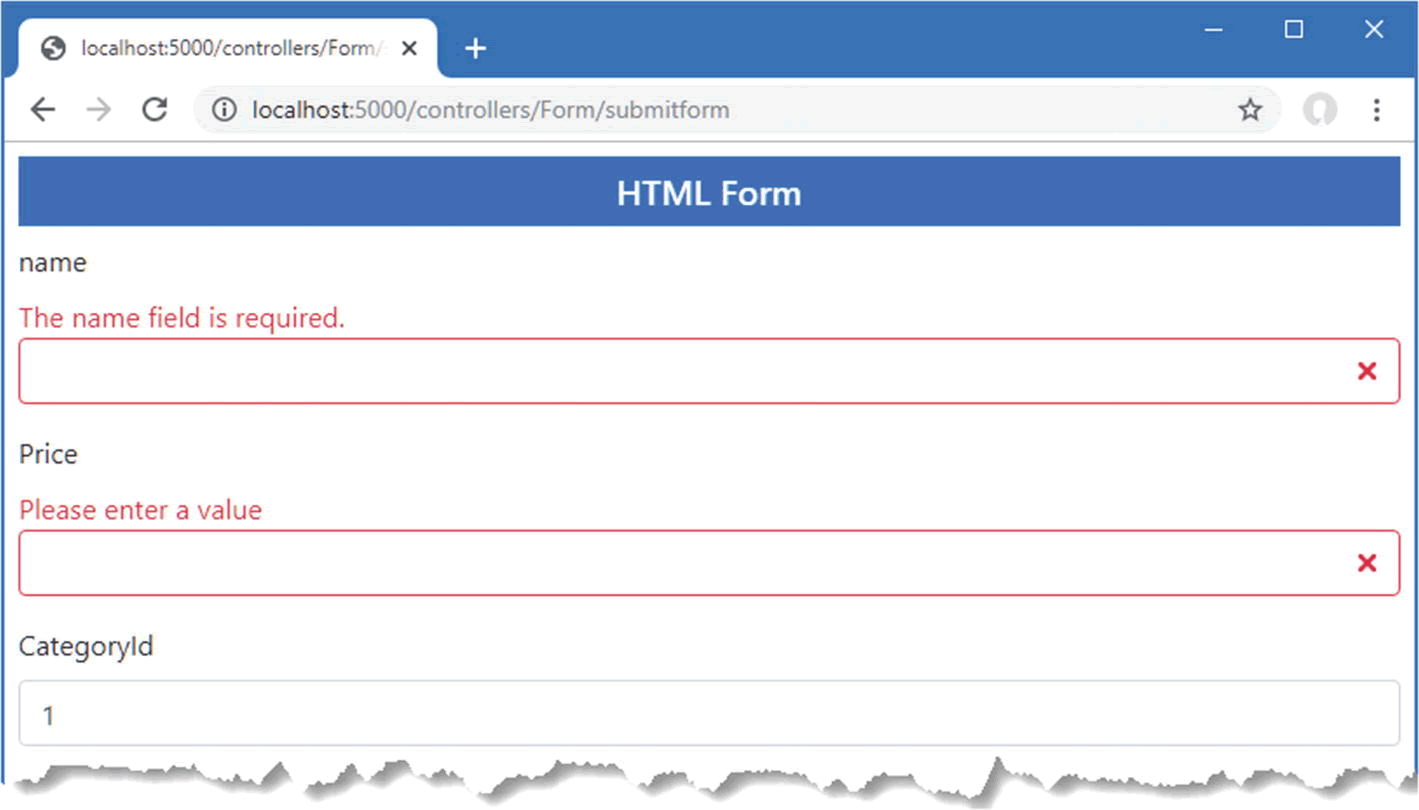 localhost:5000/controllers/Form/
localhost:5000/controllers/Form/submitform
HTML Form
name
The name field is required.
Price
Please enter a value
CategoryId
1